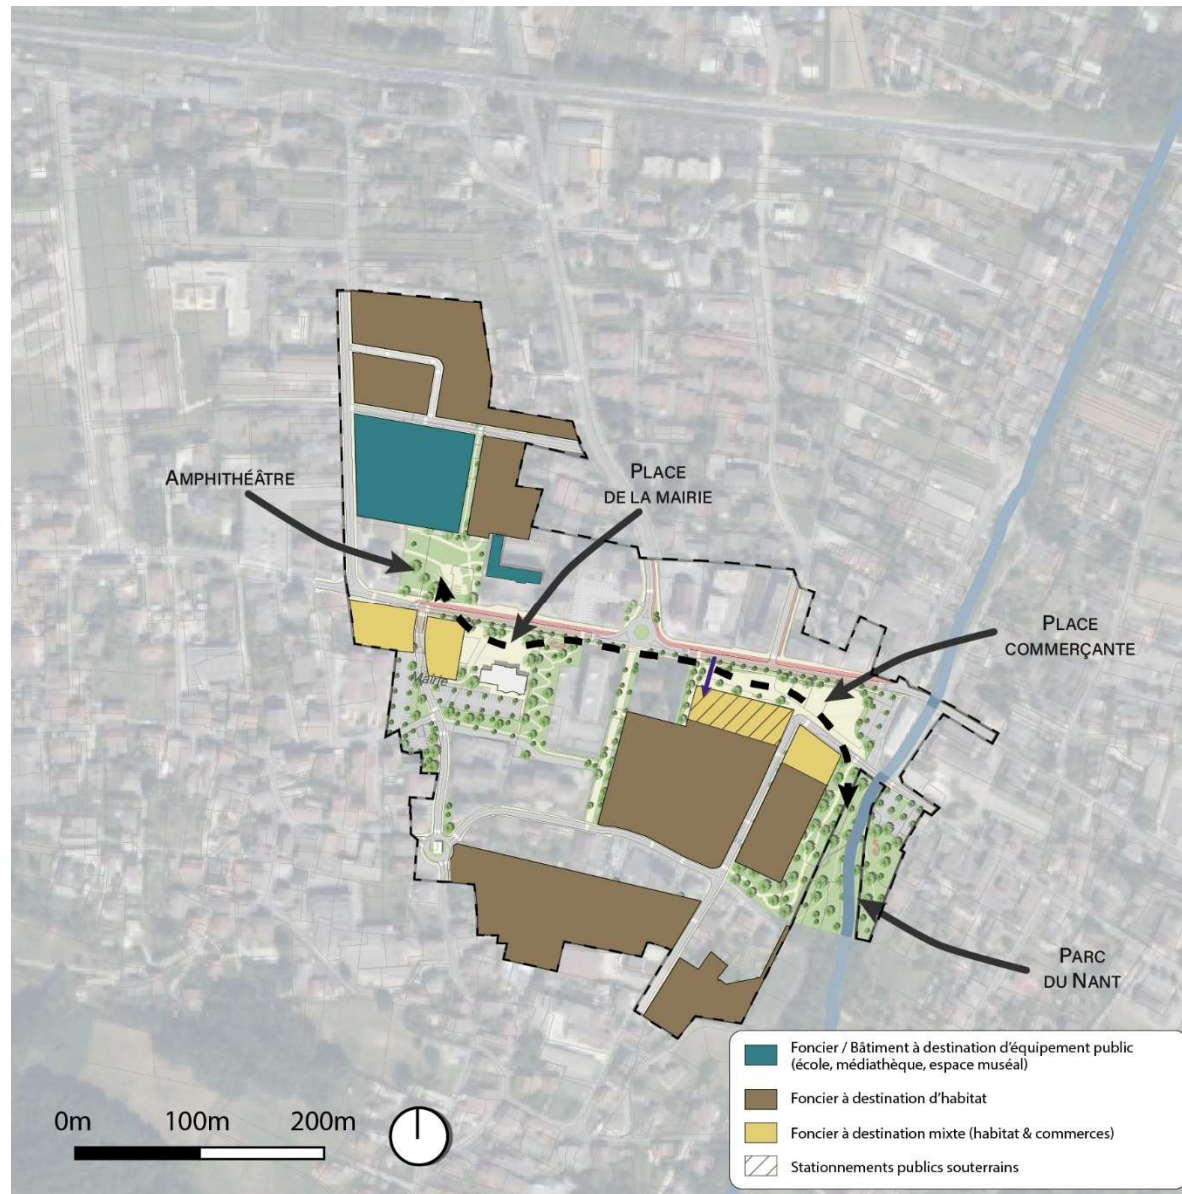 AMPHITHÉÂTRE
PLACE
DE LA MAIRIE
PLACE
COMMERÇANTE
Mairie
PARC
DU NANT
0m 100m 200m
Foncier / Bâtiment à destination d'équipement public
(école, médiathèque, espace muséal)
Foncier à destination d'habitat
Foncier à destination mixte (habitat & commerces)
Stationnements publics souterrains